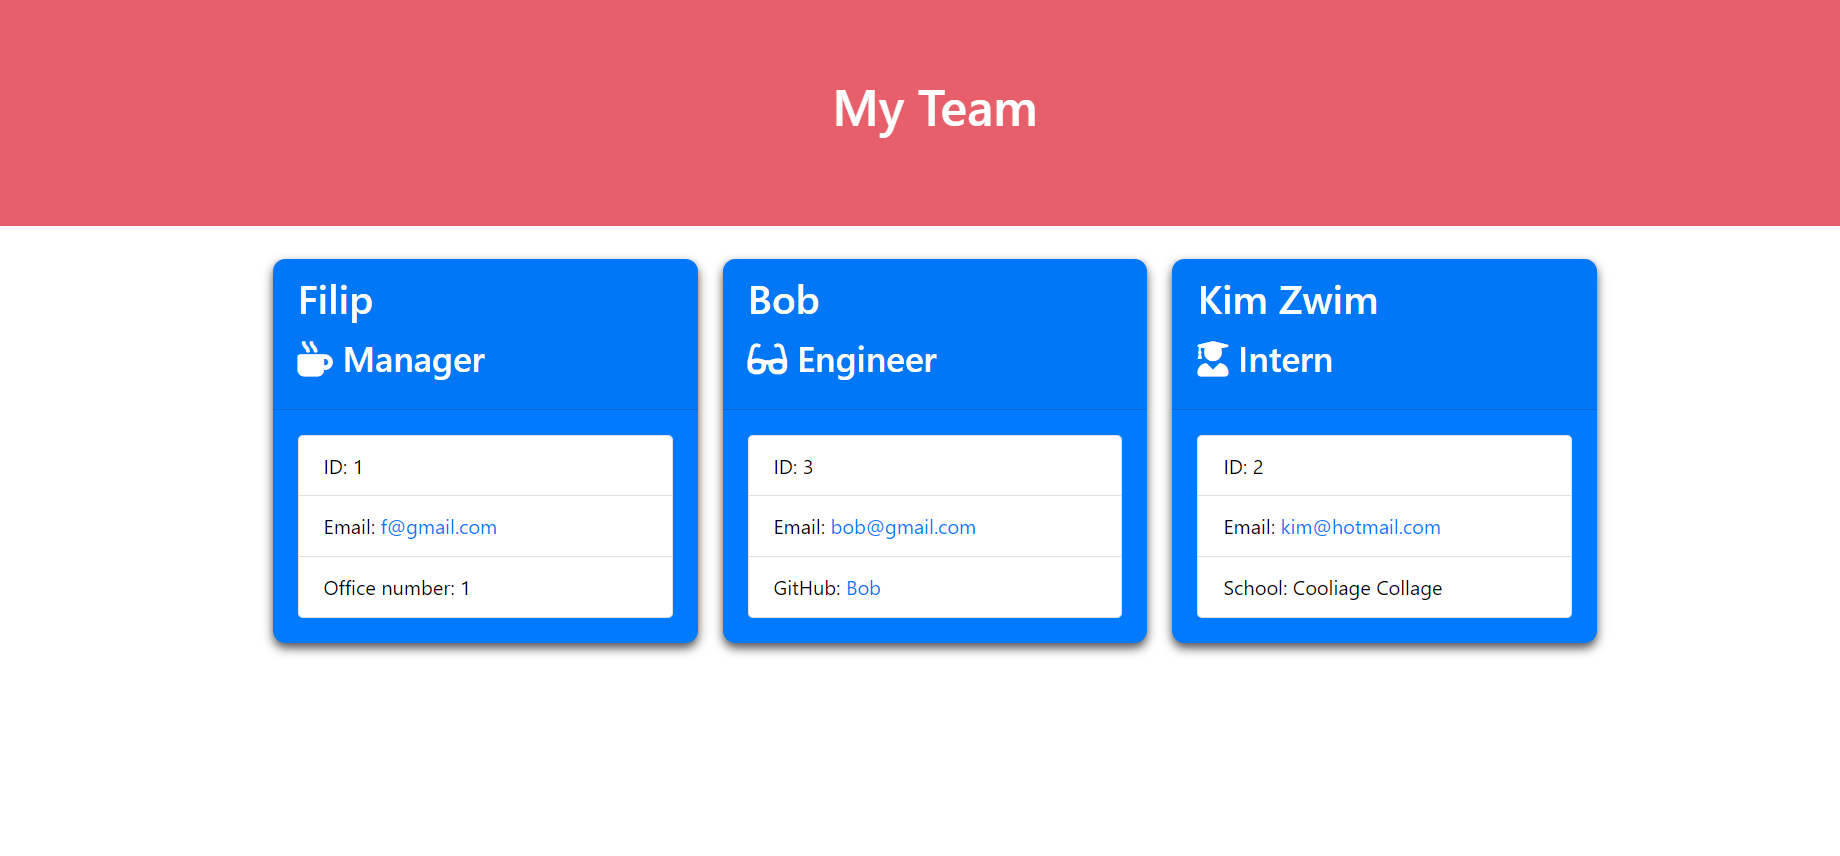 My Team
Filip
Manager
ID: 1
Email: f@gmail.com
Office number: 1
Bob
Engineer
ID: 3
Email: bob@gmail.com
GitHub: Bob
Kim Zwim
Intern
ID: 2
Email: kim@hotmail.com
School: Cooliage Collage